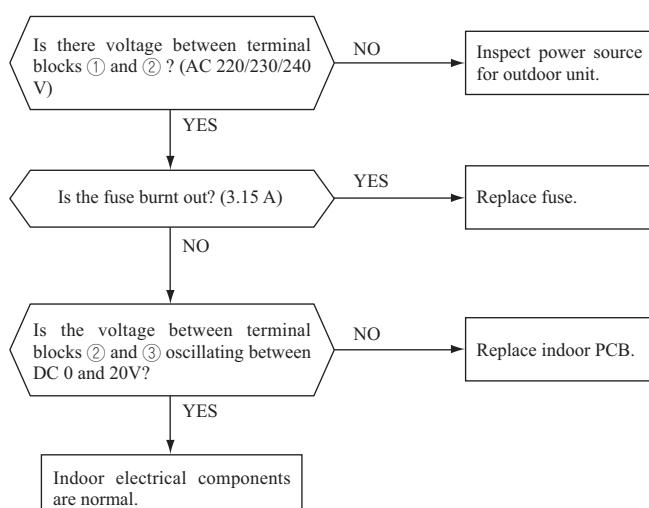 Is there voltage between terminal
blocks ① and ② ? (AC 220/230/240
V)
NO
Inspect power source
for outdoor unit.
YES
Is the fuse burnt out? (3.15 A)
YES
Replace fuse.
NO
Is the voltage between terminal
blocks ② and ③ oscillating between
DC 0 and 20V?
NO
Replace indoor PCB.
YES
Indoor electrical components
are normal.